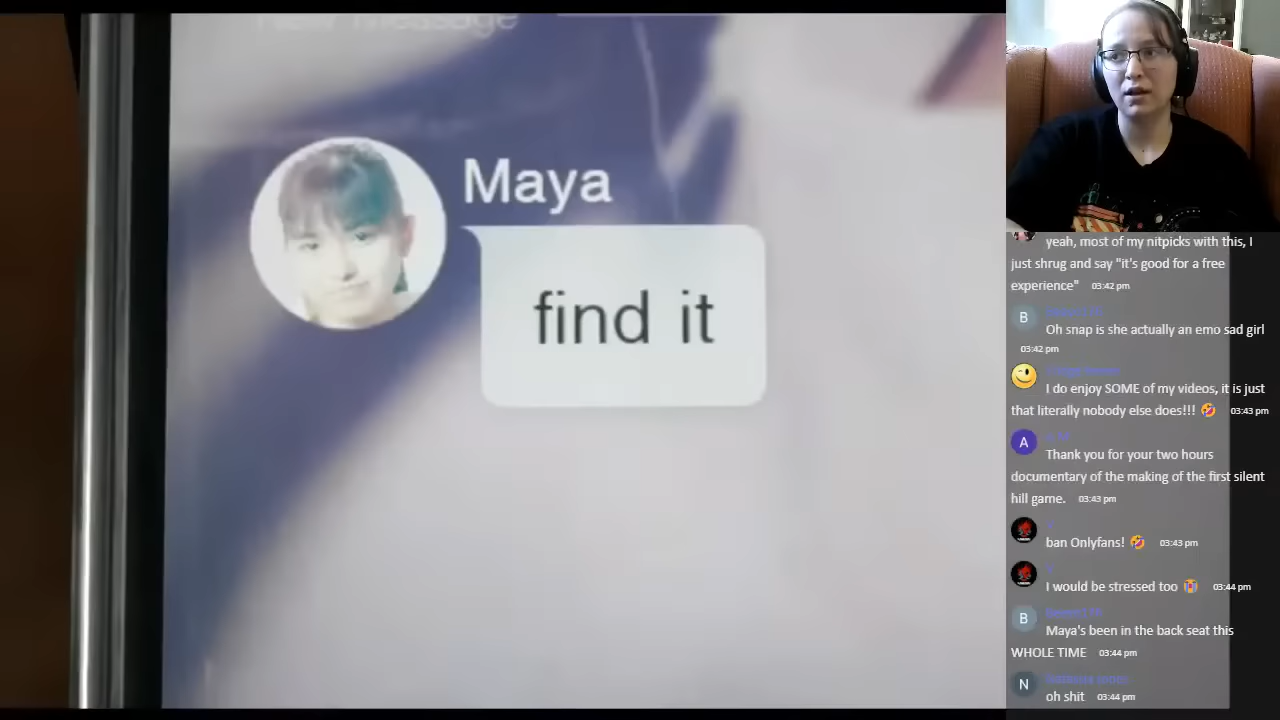 New Message
Maya
find it
yeah, most of my nitpicks with this, I
just shrug and say "it's good for a free
experience" 03:42 pm
B
Oh snap is she actually an emo sad girl
03:42 pm
I do enjoy SOME of my videos, it is just
that literally nobody else does!!! 🤣 03:43 pm
A
Thank you for your two hours
documentary of the making of the first silent
hill game. 03:43 pm
ban Onlyfans! 🤣 03:43 pm
I would be stressed too 😭 03:44 pm
B
Maya's been in the back seat this
WHOLE TIME 03:44 pm
N
oh shit 03:44 pm